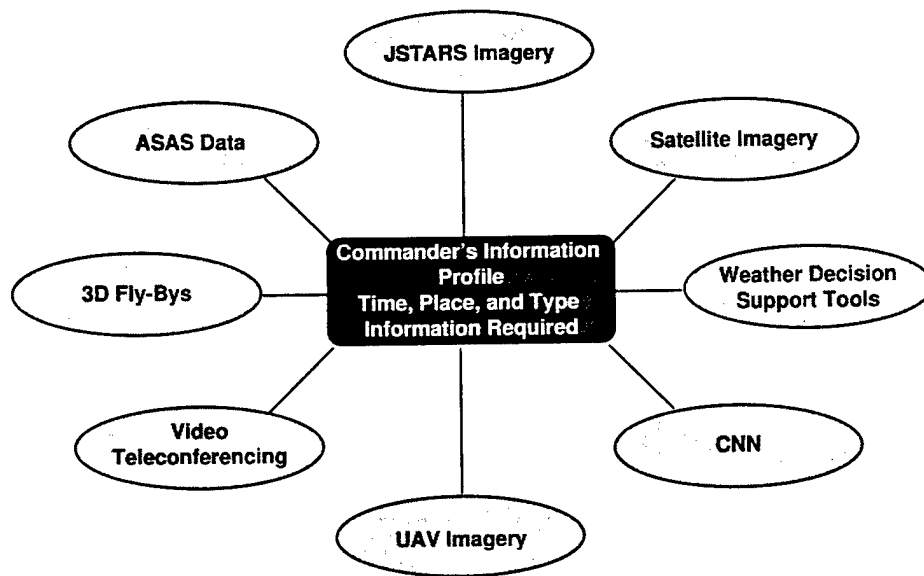 JSTARS Imagery
ASAS Data
Satellite Imagery
Commander's Information
Profile
Time, Place, and Type
Information Required
3D Fly-Bys
Weather Decision
Support Tools
Video
Teleconferencing
CNN
UAV Imagery